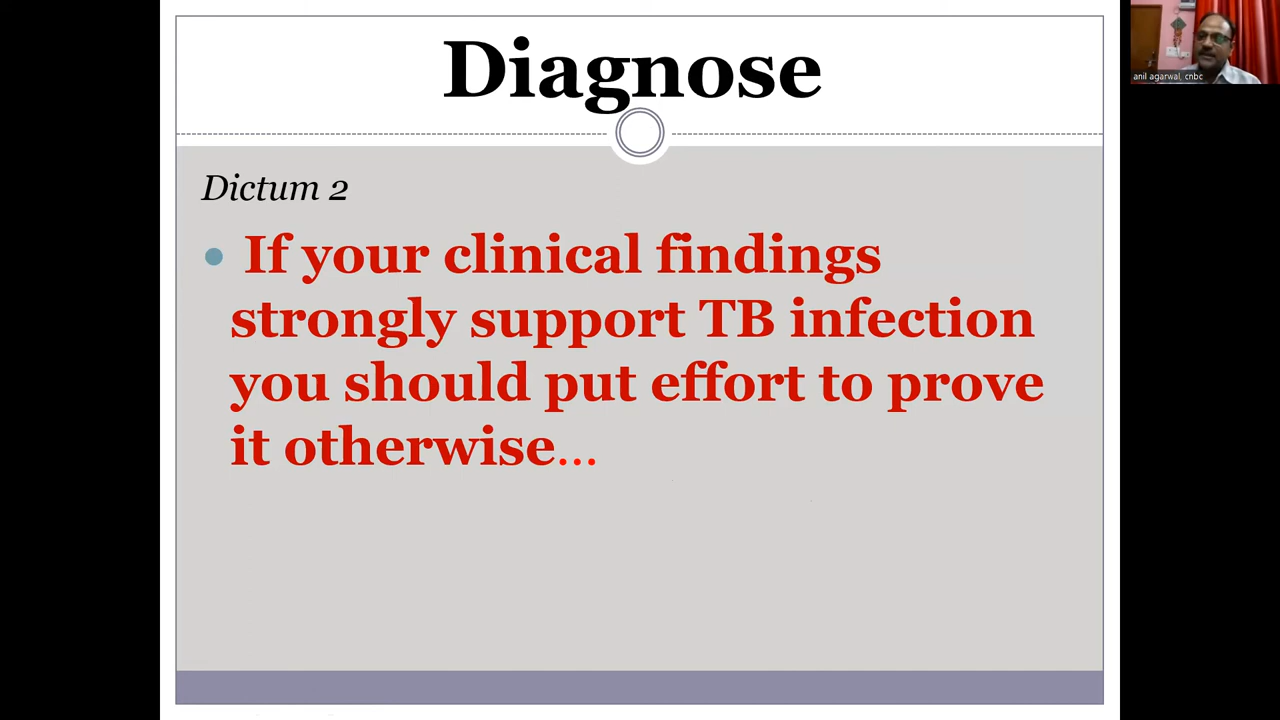 Diagnose
anil agarwal, cnbc
Dictum 2
If your clinical findings
strongly support TB infection
you should put effort to prove
it otherwise...